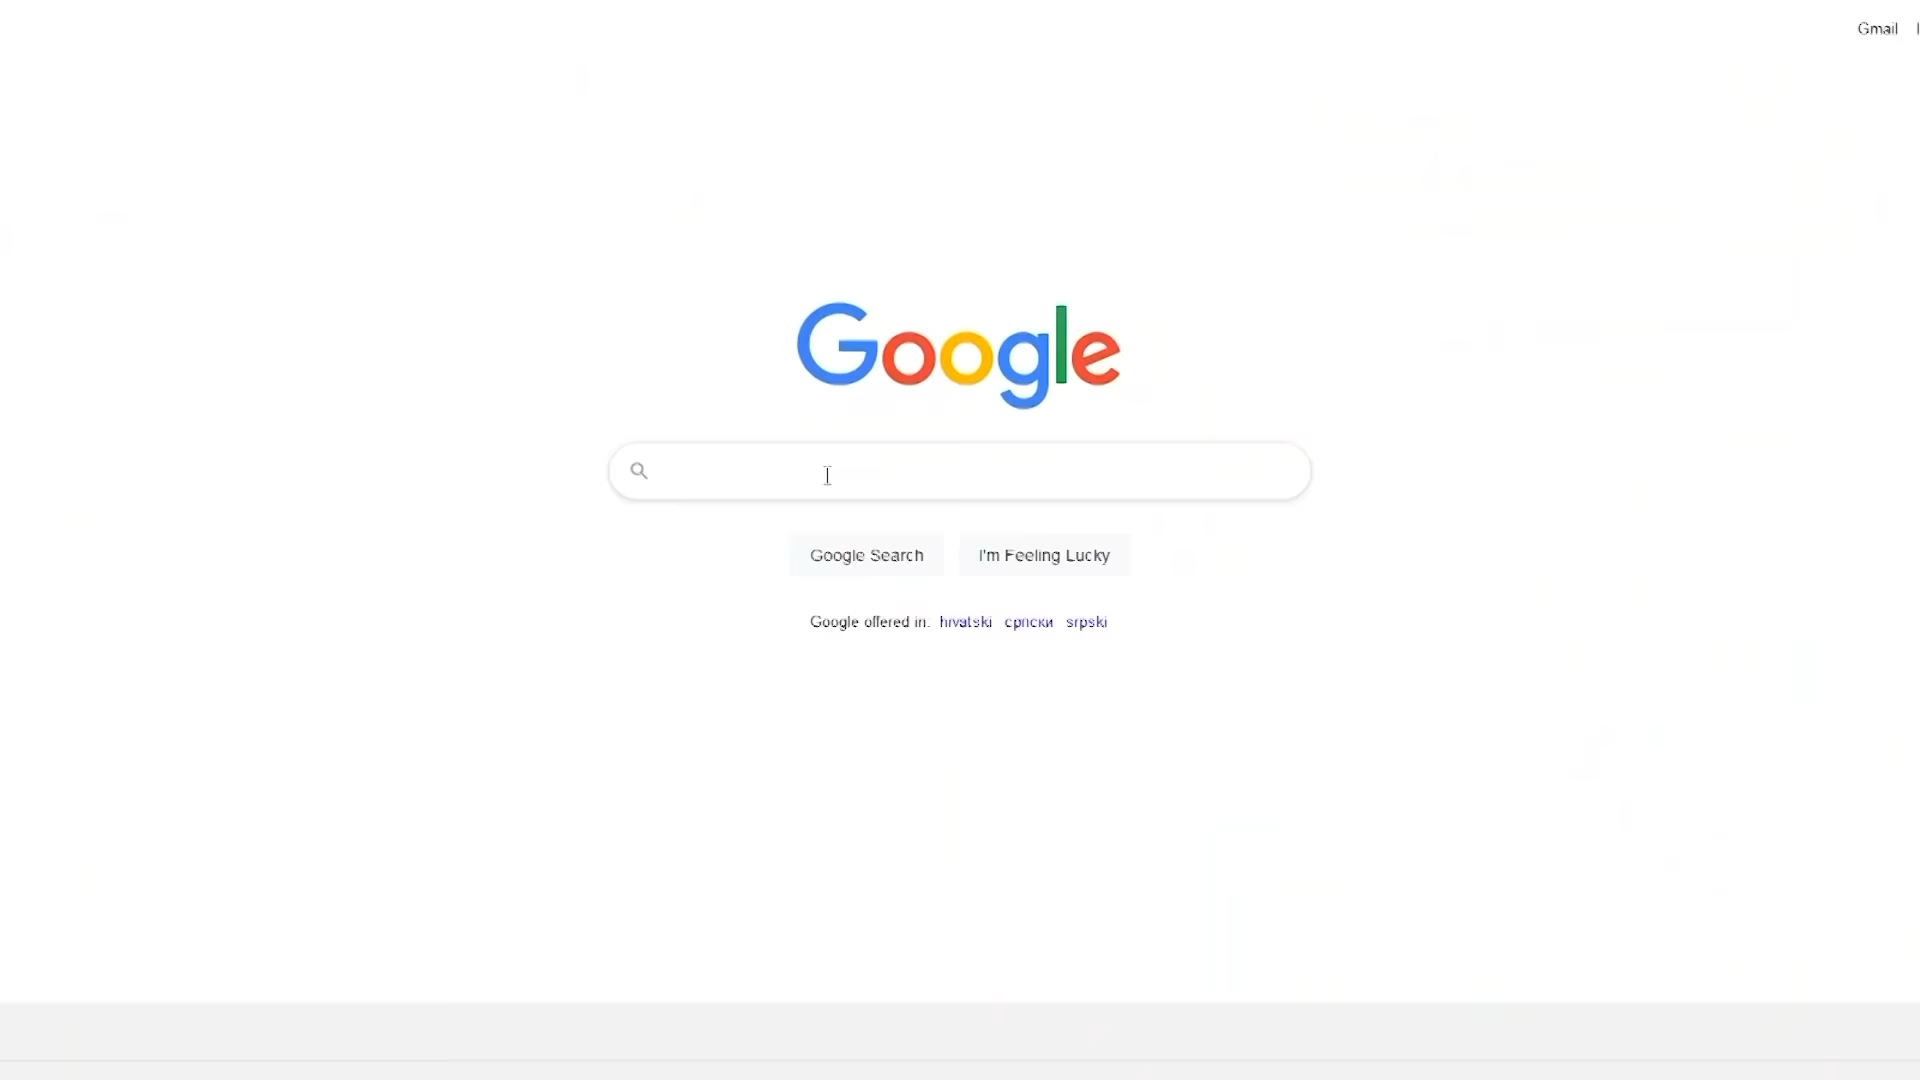 Gmail
Google
Google Search
I'm Feeling Lucky
Google offered in: hrvatski српски srpski